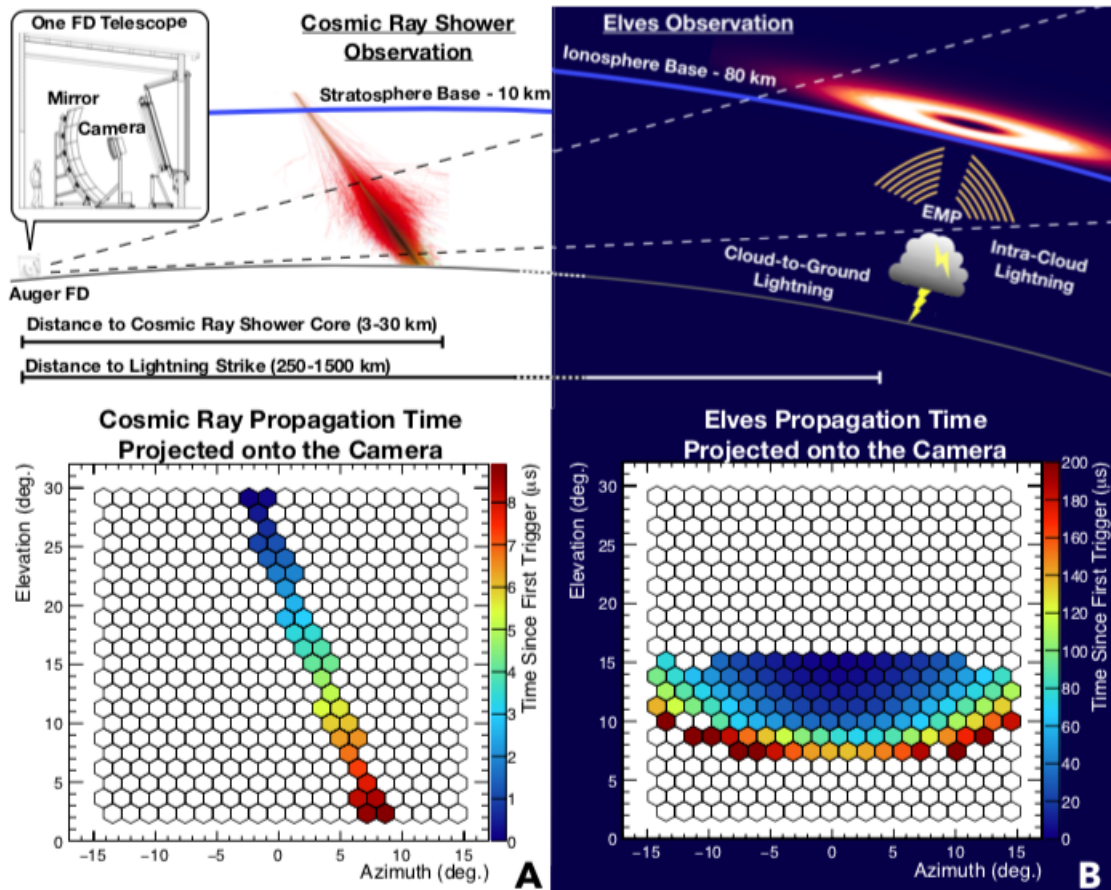 One FD Telescope
Mirror
Camera
Auger FD
Cosmic Ray Shower
Observation
Stratosphere Base - 10 km
Distance to Cosmic Ray Shower Core (3-30 km)
Distance to Lightning Strike (250-1500 km)
Elves Observation
Ionosphere Base - 80 km
EMP
Cloud-to-Ground
Lightning
Intra-Cloud
Lightning
Cosmic Ray Propagation Time
Projected onto the Camera
Elevation (deg.)
30
25
20
15
10
5
0
−15 −10 −5 0 5 10 15
Azimuth (deg.)
8
7
6
5
4
3
2
1
0
Time Since First Trigger (μs)
A
Elves Propagation Time
Projected onto the Camera
Elevation (deg.)
30
25
20
15
10
5
0
−15 −10 −5 0 5 10 15
Azimuth (deg.)
200
180
160
140
120
100
80
60
40
20
0
Time Since First Trigger (μs)
B